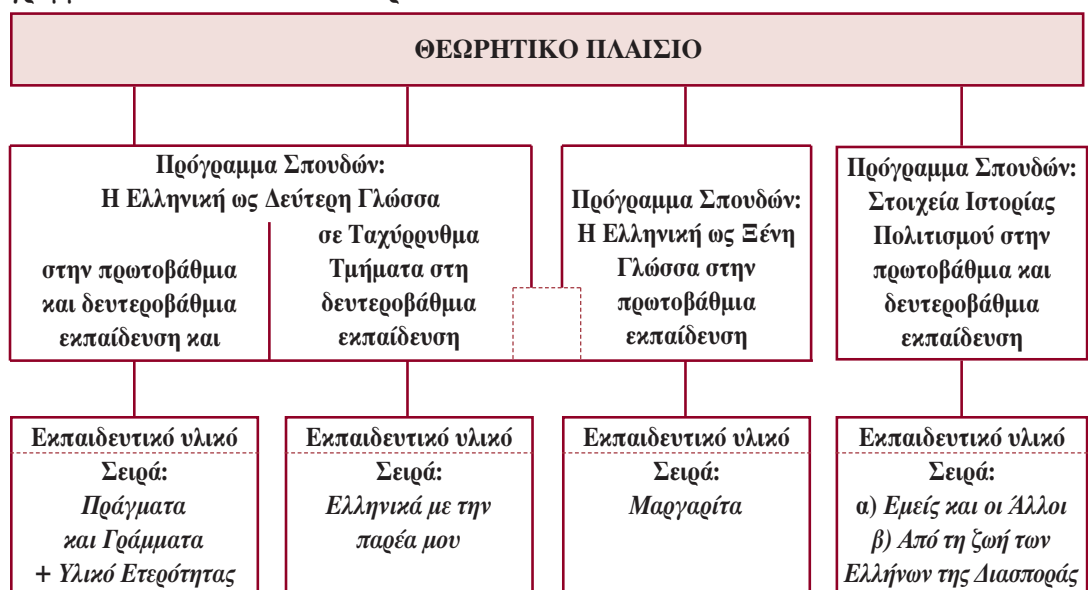 ΘΕΩΡΗΤΙΚΟ ΠΛΑΙΣΙΟ
Πρόγραμμα Σπουδών:
Η Ελληνική ως Δεύτερη Γλώσσα
στην πρωτοβάθμια
και δευτεροβάθμια
εκπαίδευση και
σε Ταχύρρυθμα
Τμήματα στη
δευτεροβάθμια
εκπαίδευση
Πρόγραμμα Σπουδών:
Η Ελληνική ως Ξένη
Γλώσσα στην
πρωτοβάθμια
εκπαίδευση
Πρόγραμμα Σπουδών:
Στοιχεία Ιστορίας
Πολιτισμού στην
πρωτοβάθμια και
δευτεροβάθμια
εκπαίδευση
Εκπαιδευτικό υλικό
Σειρά:
Πράγματα
και Γράμματα
+ Υλικό Ετερότητας
Εκπαιδευτικό υλικό
Σειρά:
Ελληνικά με την
παρέα μου
Εκπαιδευτικό υλικό
Σειρά:
Μαργαρίτα
Εκπαιδευτικό υλικό
Σειρά:
α) Εμείς και οι Άλλοι
β) Από τη ζωή των
Ελλήνων της Διασποράς